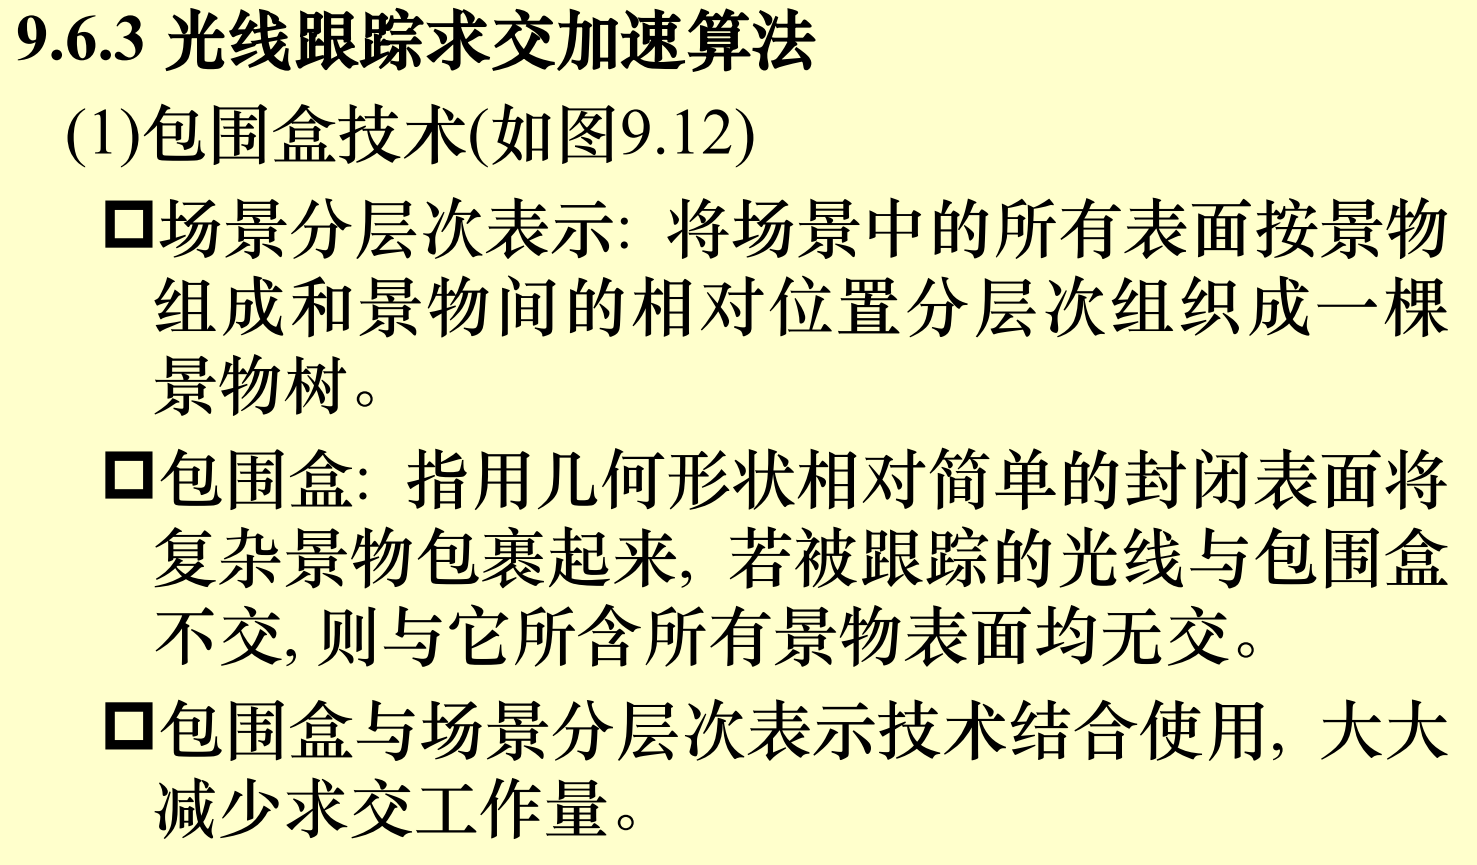 9.6.3 光线跟踪求交加速算法
(1)包围盒技术(如图9.12)
场景分层次表示: 将场景中的所有表面按景物
组成和景物间的相对位置分层次组织成一棵
景物树。
包围盒: 指用几何形状相对简单的封闭表面将
复杂景物包裹起来, 若被跟踪的光线与包围盒
不交, 则与它所含所有景物表面均无交。
包围盒与场景分层次表示技术结合使用, 大大
减少求交工作量。